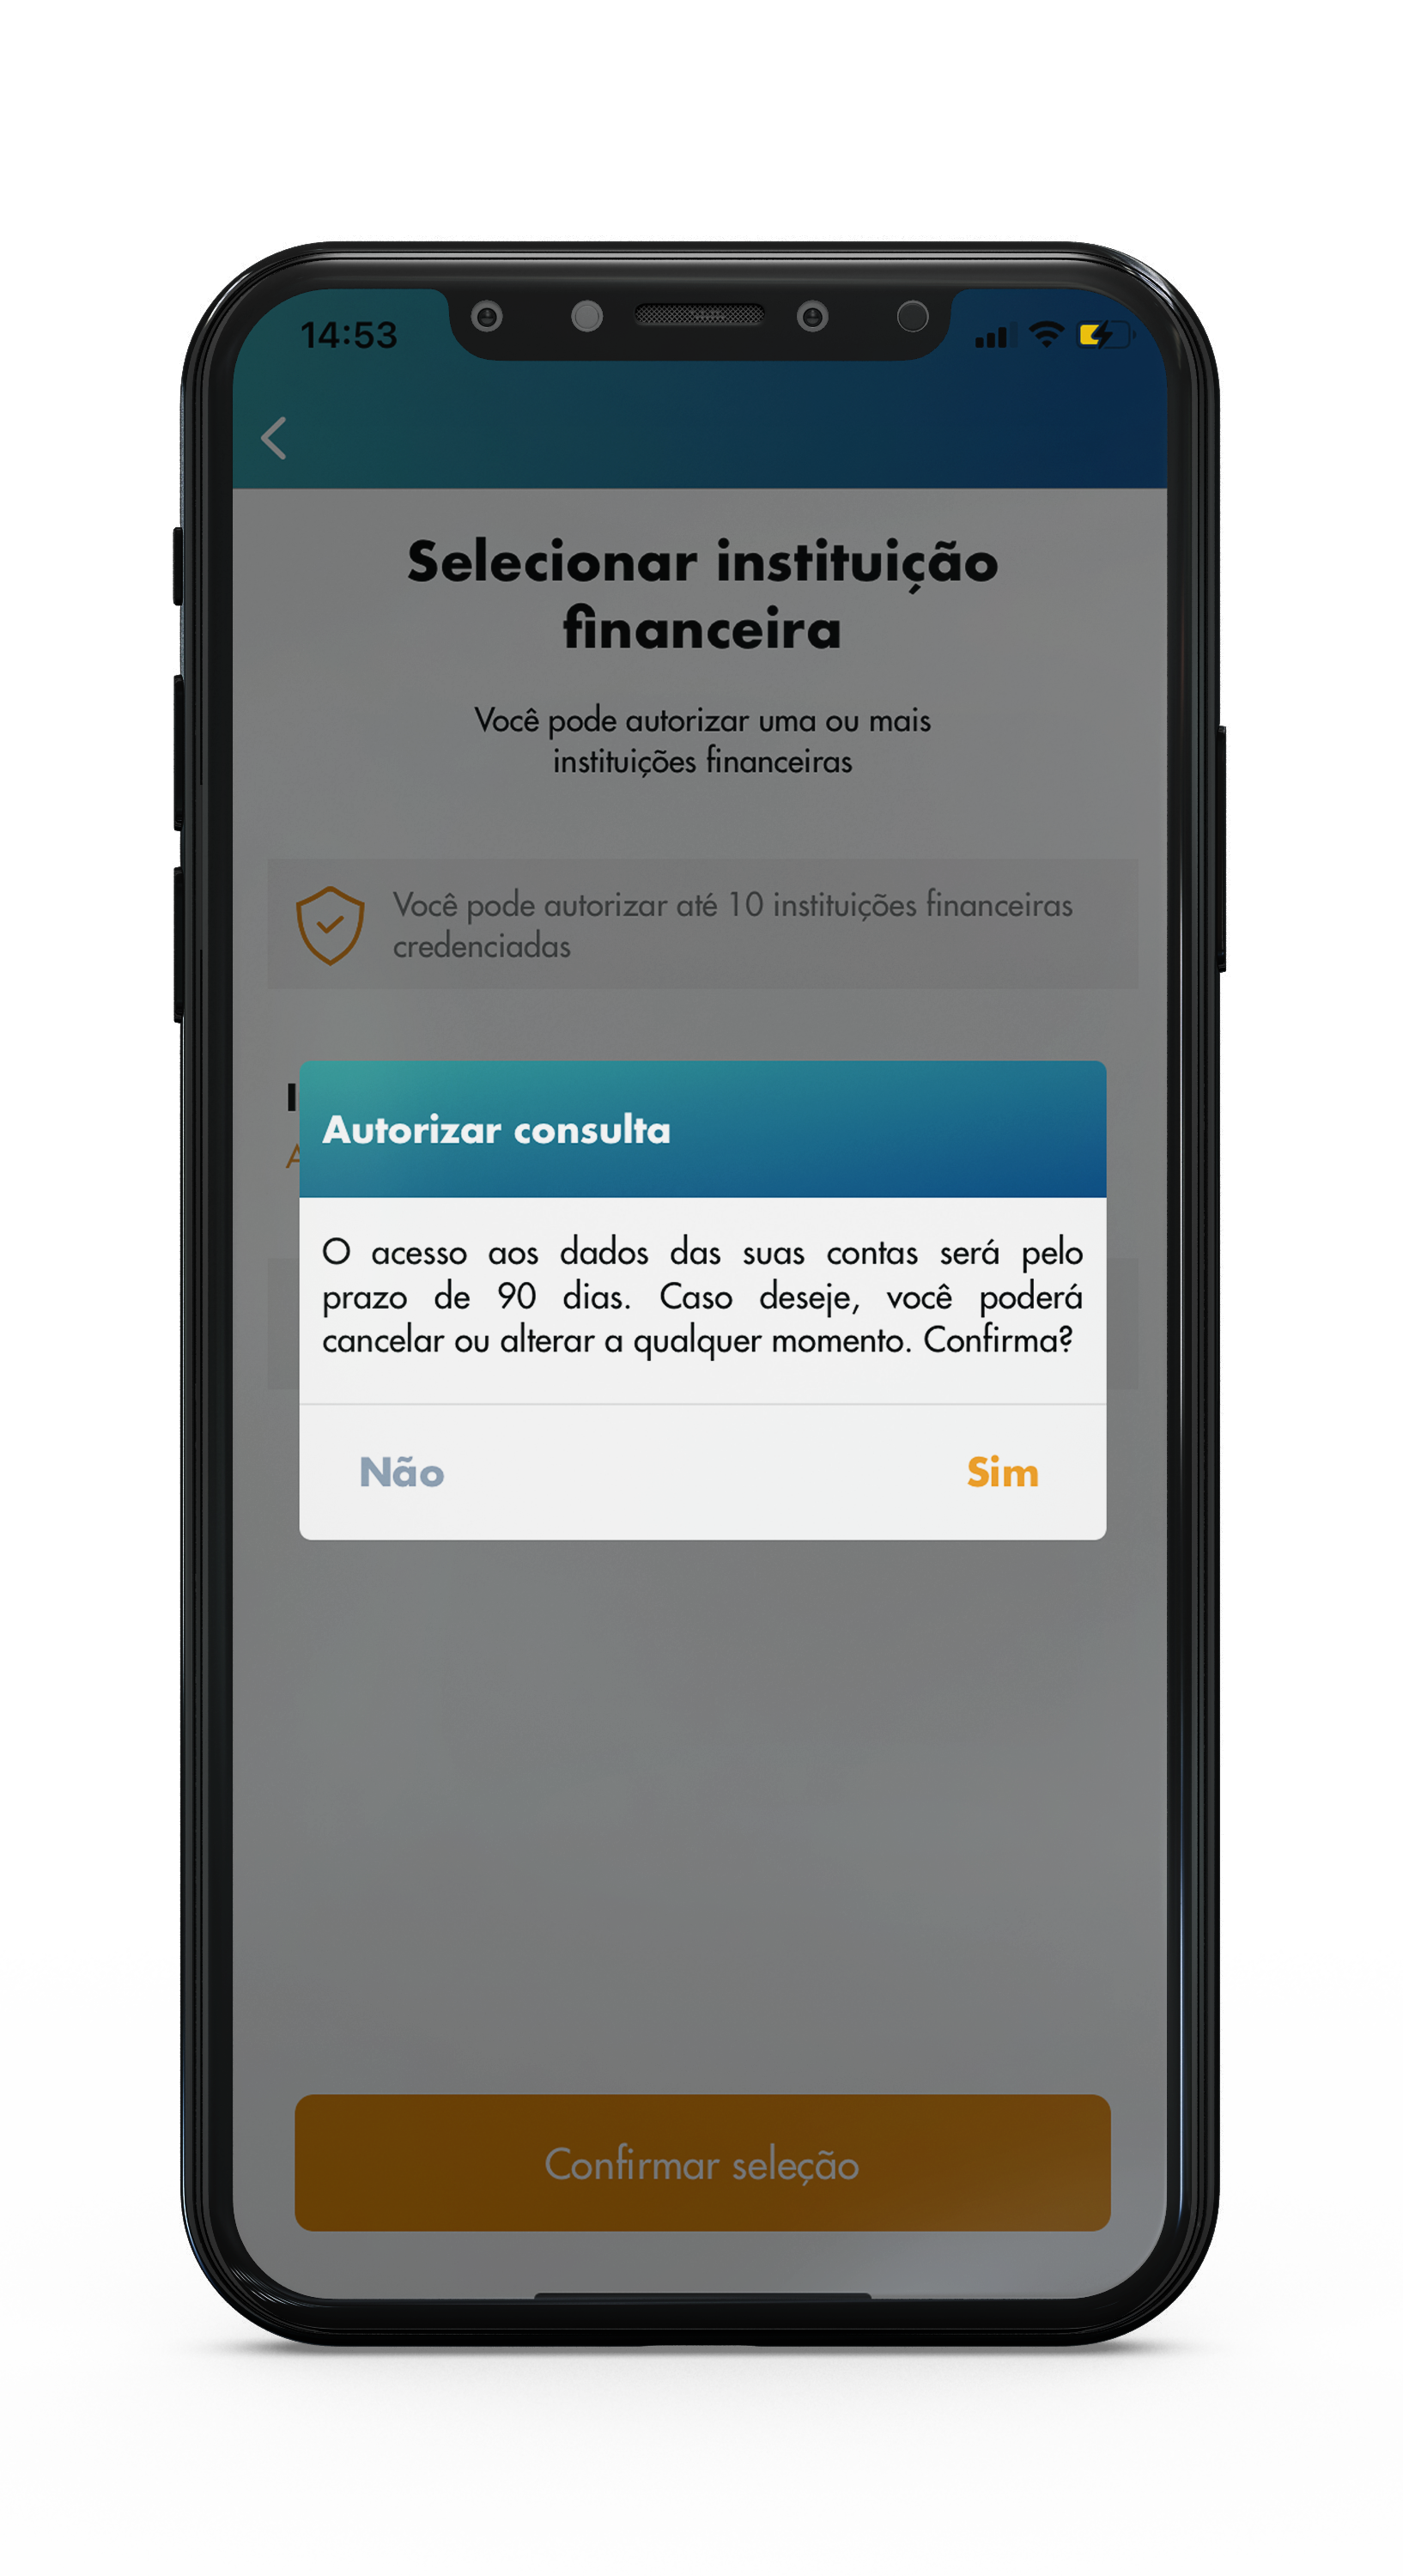 14:53
Selecionar instituição
financeira
Você pode autorizar uma ou mais
instituições financeiras
Você pode autorizar até 10 instituições financeiras
credenciadas
Autorizar consulta
O acesso aos dados das suas contas será pelo
prazo de 90 dias. Caso deseje, você poderá
cancelar ou alterar a qualquer momento. Confirma?
Não
Sim
Confirmar seleção